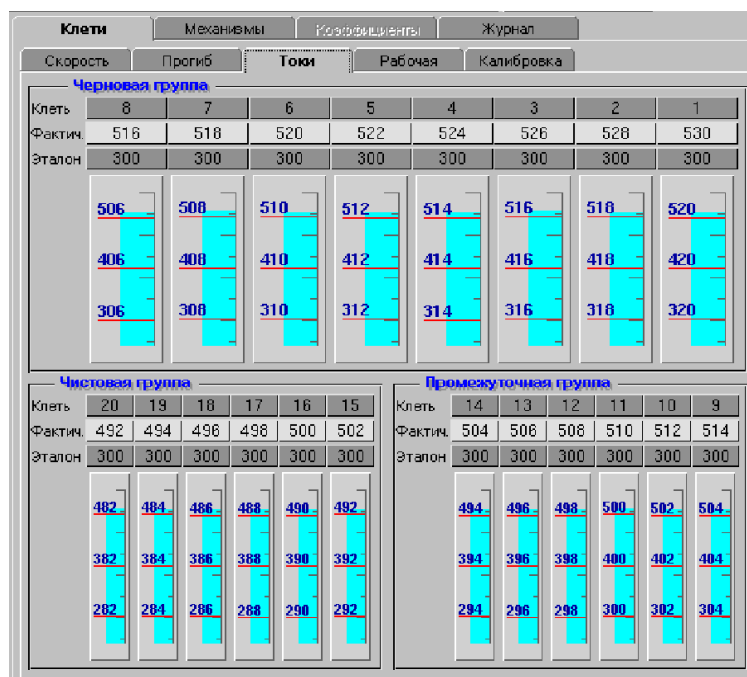 Клети Механизмы Коэффициенты Журнал
Скорость Прогиб Токи Рабочая Калибровка
Черновая группа
Клеть 8 7 6 5 4 3 2 1
Фактич. 516 518 520 522 524 526 528 530
Эталон 300 300 300 300 300 300 300 300
506 508 510 512 514 516 518 520
406 408 410 412 414 416 418 420
306 308 310 312 314 316 318 320
Чистовая группа
Клеть 20 19 18 17 16 15
Фактич. 492 494 496 498 500 502
Эталон 300 300 300 300 300 300
482 484 486 488 490 492
382 384 386 388 390 392
282 284 286 288 290 292
Промежуточная группа
Клеть 14 13 12 11 10 9
Фактич. 504 506 508 510 512 514
Эталон 300 300 300 300 300 300
494 496 498 500 502 504
394 396 398 400 402 404
294 296 298 300 302 304